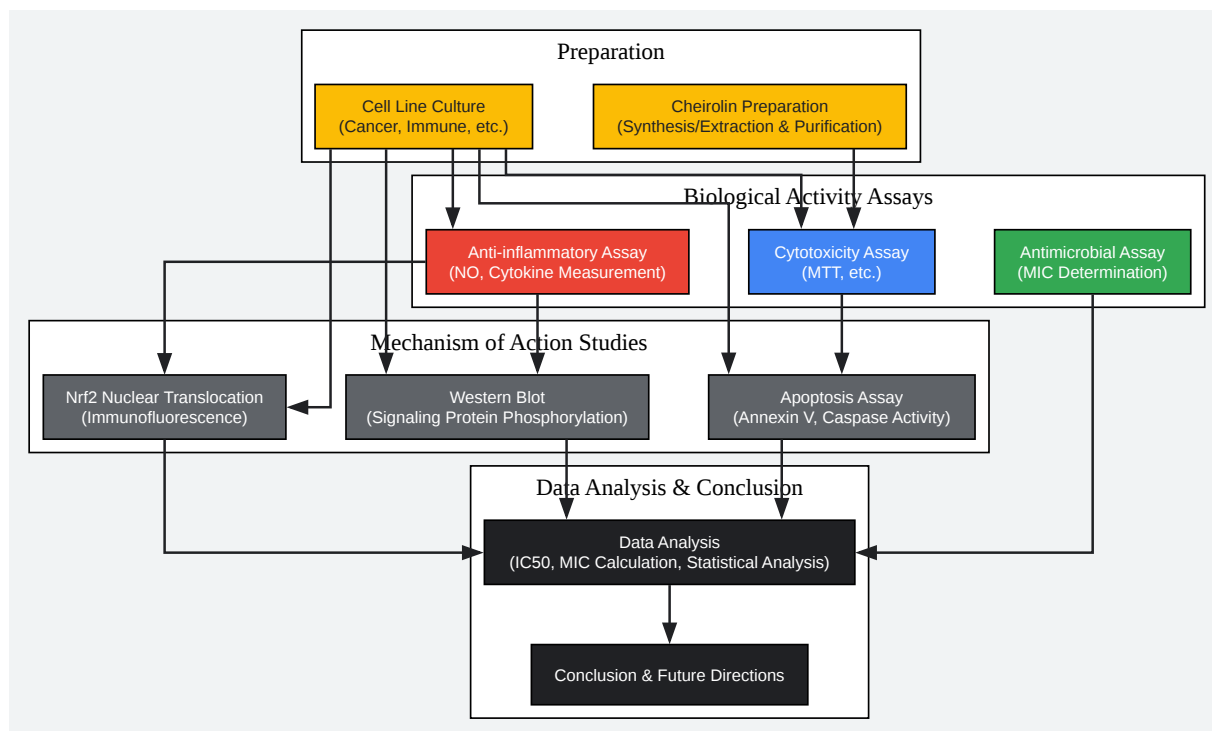 Preparation
Cell Line Culture
(Cancer, Immune, etc.)
Cheirolin Preparation
(Synthesis/Extraction & Purification)
Biological Activity Assays
Anti-inflammatory Assay
(NO, Cytokine Measurement)
Cytotoxicity Assay
(MTT, etc.)
Antimicrobial Assay
(MIC Determination)
Mechanism of Action Studies
Nrf2 Nuclear Translocation
(Immunofluorescence)
Western Blot
(Signaling Protein Phosphorylation)
Apoptosis Assay
(Annexin V, Caspase Activity)
Data Analysis & Conclusion
Data Analysis
(IC50, MIC Calculation, Statistical Analysis)
Conclusion & Future Directions